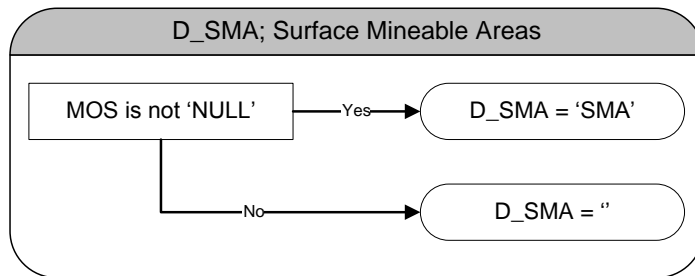 D_SMA; Surface Mineable Areas
MOS is not ‘NULL’
Yes
D_SMA = ‘SMA’
No
D_SMA = ‘’